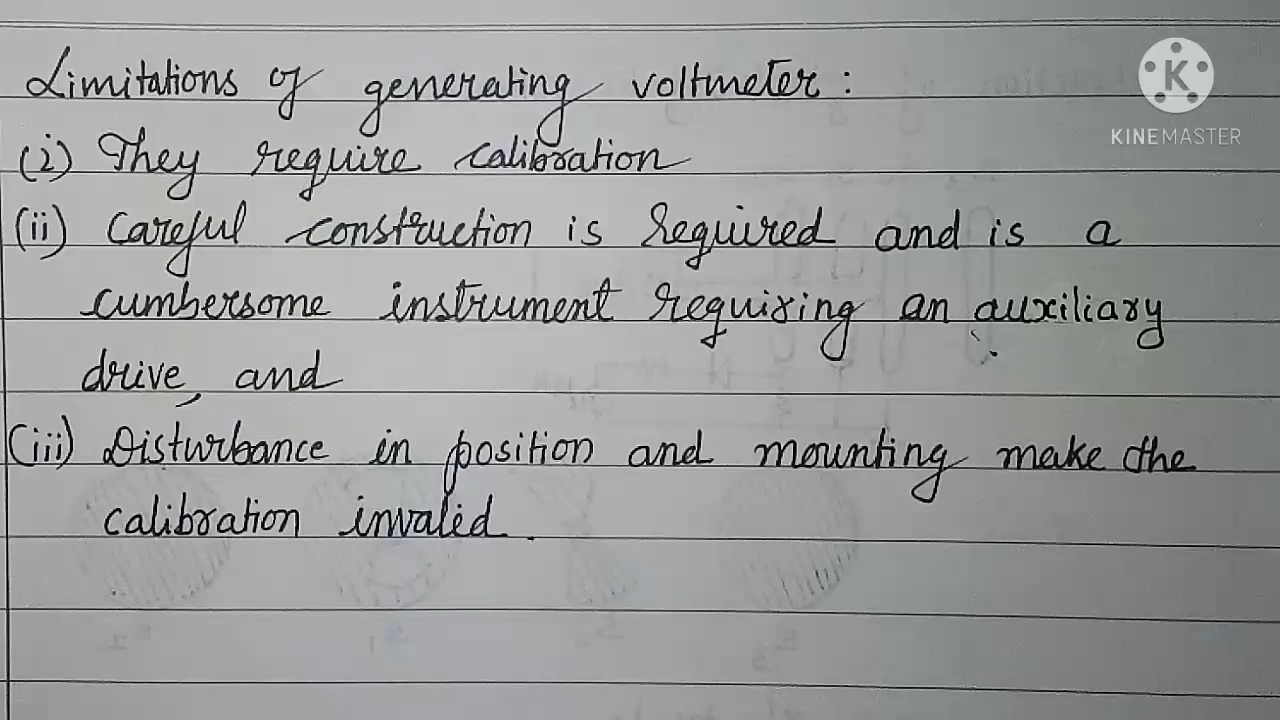 Limitations of generating voltmeter :
K
KINEMASTER
(i) They require calibration
(ii) Careful construction is required and is a
cumbersome instrument requiring an auxiliary
drive, and
(iii) Disturbance in position and mounting make the
calibration invalid.